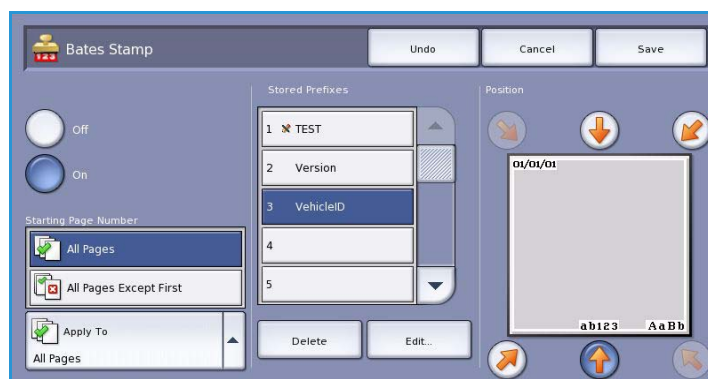 123
Bates Stamp
Undo
Cancel
Save
Off
On
Starting Page Number
All Pages
All Pages Except First
Apply To
All Pages
Stored Prefixes
1 TEST
2 Version
3 VehicleID
4
5
Delete
Edit...
Position
01/01/01
ab123 AaBb